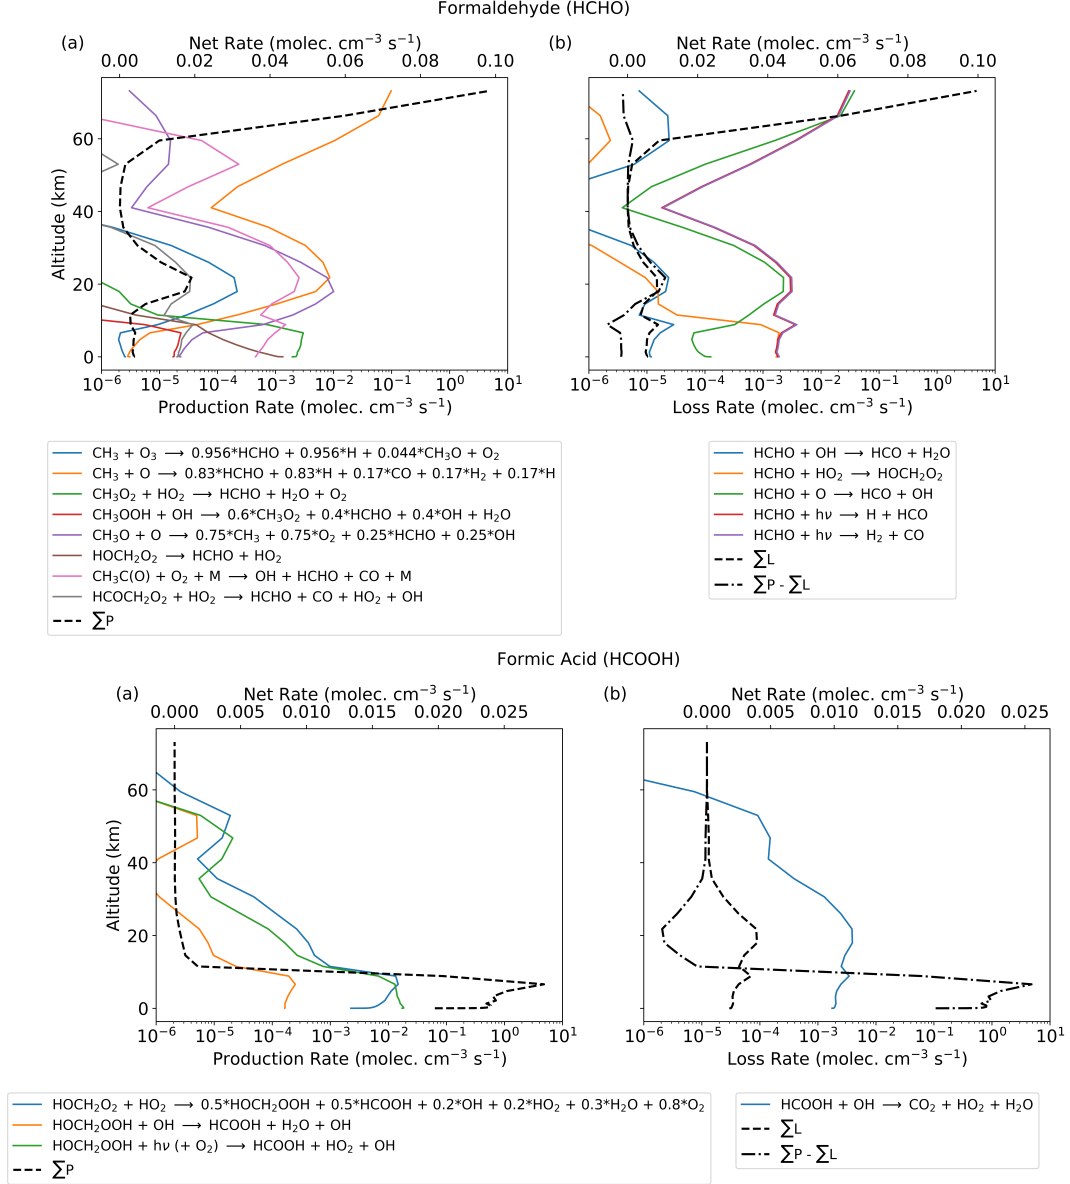 Formaldehyde (HCHO)
(a)
Net Rate (molec. cm⁻³ s⁻¹)
0.00 0.02 0.04 0.06 0.08 0.10
Altitude (km)
60
40
20
0
10⁻⁶ 10⁻⁵ 10⁻⁴ 10⁻³ 10⁻² 10⁻¹ 10⁰ 10¹
Production Rate (molec. cm⁻³ s⁻¹)
(b)
Net Rate (molec. cm⁻³ s⁻¹)
0.00 0.02 0.04 0.06 0.08 0.10
60
40
20
0
10⁻⁶ 10⁻⁵ 10⁻⁴ 10⁻³ 10⁻² 10⁻¹ 10⁰ 10¹
Loss Rate (molec. cm⁻³ s⁻¹)
CH₃ + O₃ ⟶ 0.956*HCHO + 0.956*H + 0.044*CH₃O + O₂
CH₃ + O ⟶ 0.83*HCHO + 0.83*H + 0.17*CO + 0.17*H₂ + 0.17*H
CH₃O₂ + HO₂ ⟶ HCHO + H₂O + O₂
CH₃OOH + OH ⟶ 0.6*CH₃O₂ + 0.4*HCHO + 0.4*OH + H₂O
CH₃O + O ⟶ 0.75*CH₃ + 0.75*O₂ + 0.25*HCHO + 0.25*OH
HOCH₂O₂ ⟶ HCHO + HO₂
CH₃C(O) + O₂ + M ⟶ OH + HCHO + CO + M
HCOCH₂O₂ + HO₂ ⟶ HCHO + CO + HO₂ + OH
∑P
HCHO + OH ⟶ HCO + H₂O
HCHO + HO₂ ⟶ HOCH₂O₂
HCHO + O ⟶ HCO + OH
HCHO + hν ⟶ H + HCO
HCHO + hν ⟶ H₂ + CO
∑L
∑P - ∑L
Formic Acid (HCOOH)
(a)
Net Rate (molec. cm⁻³ s⁻¹)
0.000 0.005 0.010 0.015 0.020 0.025
Altitude (km)
60
40
20
0
10⁻⁶ 10⁻⁵ 10⁻⁴ 10⁻³ 10⁻² 10⁻¹ 10⁰ 10¹
Production Rate (molec. cm⁻³ s⁻¹)
(b)
Net Rate (molec. cm⁻³ s⁻¹)
0.000 0.005 0.010 0.015 0.020 0.025
60
40
20
0
10⁻⁶ 10⁻⁵ 10⁻⁴ 10⁻³ 10⁻² 10⁻¹ 10⁰ 10¹
Loss Rate (molec. cm⁻³ s⁻¹)
HOCH₂O₂ + HO₂ ⟶ 0.5*HOCH₂OOH + 0.5*HCOOH + 0.2*OH + 0.2*HO₂ + 0.3*H₂O + 0.8*O₂
HOCH₂OOH + OH ⟶ HCOOH + H₂O + OH
HOCH₂OOH + hν (+ O₂) ⟶ HCOOH + HO₂ + OH
∑P
HCOOH + OH ⟶ CO₂ + HO₂ + H₂O
∑L
∑P - ∑L